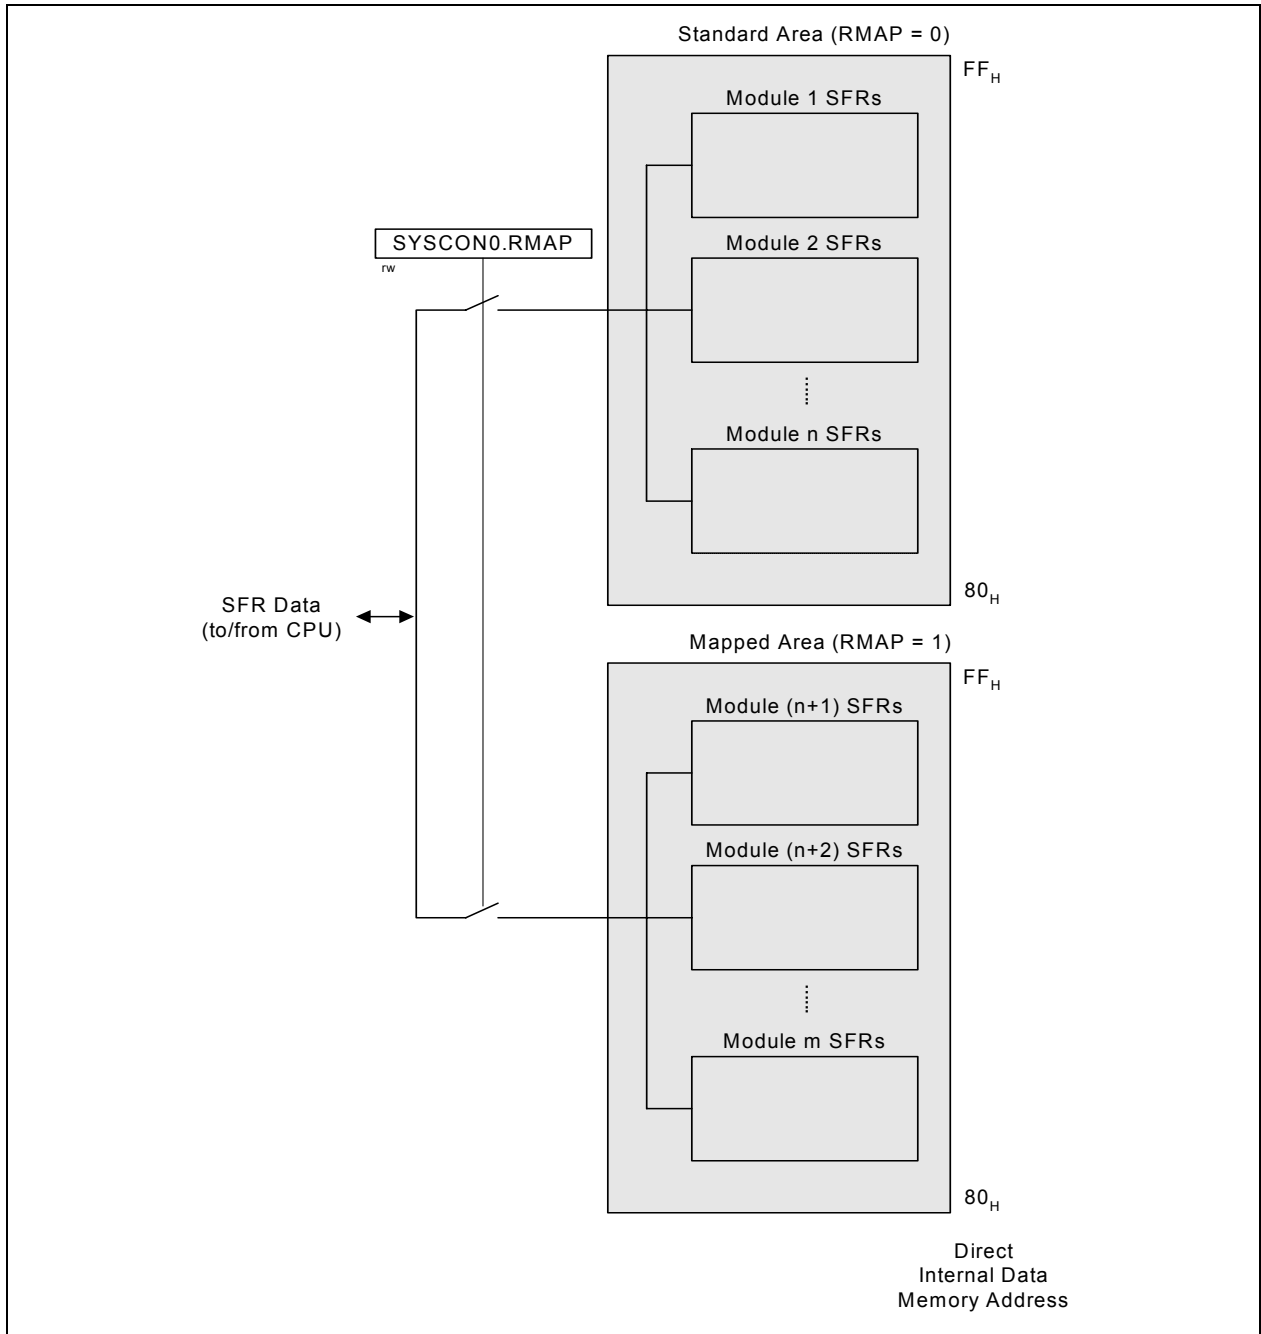 Standard Area (RMAP = 0)
FFH
Module 1 SFRs
SYSCON0.RMAP
rw
Module 2 SFRs
Module n SFRs
80H
SFR Data
(to/from CPU)
Mapped Area (RMAP = 1)
FFH
Module (n+1) SFRs
Module (n+2) SFRs
Module m SFRs
80H
Direct
Internal Data
Memory Address